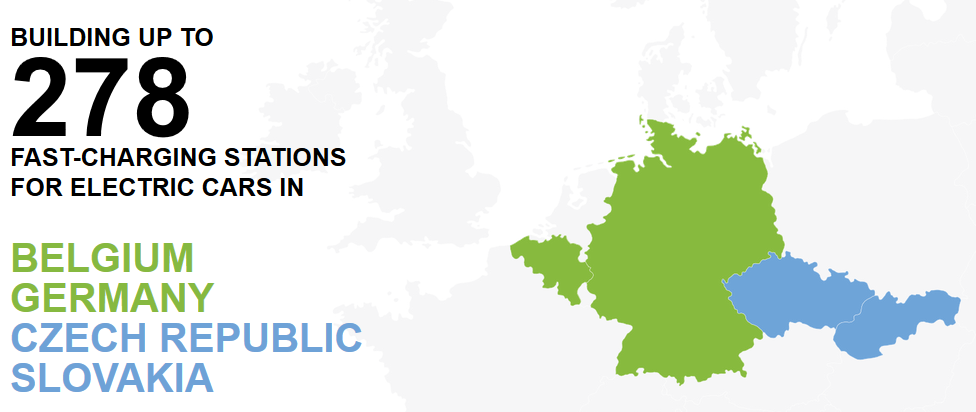 BUILDING UP TO
278
FAST-CHARGING STATIONS
FOR ELECTRIC CARS IN
BELGIUM
GERMANY
CZECH REPUBLIC
SLOVAKIA